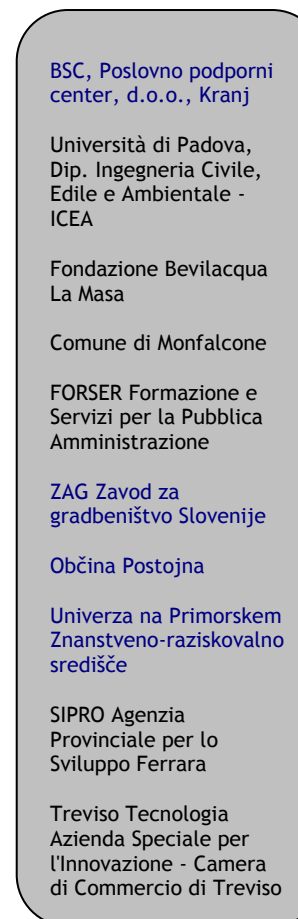 BSC, Poslovno podporni
center, d.o.o., Kranj
Università di Padova,
Dip. Ingegneria Civile,
Edile e Ambientale -
ICEA
Fondazione Bevilacqua
La Masa
Comune di Monfalcone
FORSER Formazione e
Servizi per la Pubblica
Amministrazione
ZAG Zavod za
gradbeništvo Slovenije
Občina Postojna
Univerza na Primorskem
Znanstveno-raziskovalno
središče
SIPRO Agenzia
Provinciale per lo
Sviluppo Ferrara
Treviso Tecnologia
Azienda Speciale per
l'Innovazione - Camera
di Commercio di Treviso